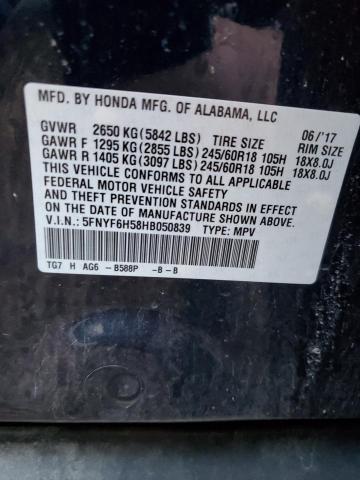 MFD. BY HONDA MFG. OF ALABAMA, LLC
GVWR 2650 KG (5842 LBS) TIRE SIZE 06/'17 RIM SIZE
GAWR F 1295 KG (2855 LBS) 245/60R18 105H 18X8.0J
GAWR R 1405 KG (3097 LBS) 245/60R18 105H 18X8.0J
THIS VEHICLE CONFORMS TO ALL APPLICABLE
FEDERAL MOTOR VEHICLE SAFETY
AND THEFT PREVENTION STANDARDS IN EFFECT
ON THE DATE OF MANUFACTURE SHOWN ABOVE.
V.I.N.: 5FNYF6H58HB050839 TYPE: MPV
TG7 H AG6 -B588P -B-B